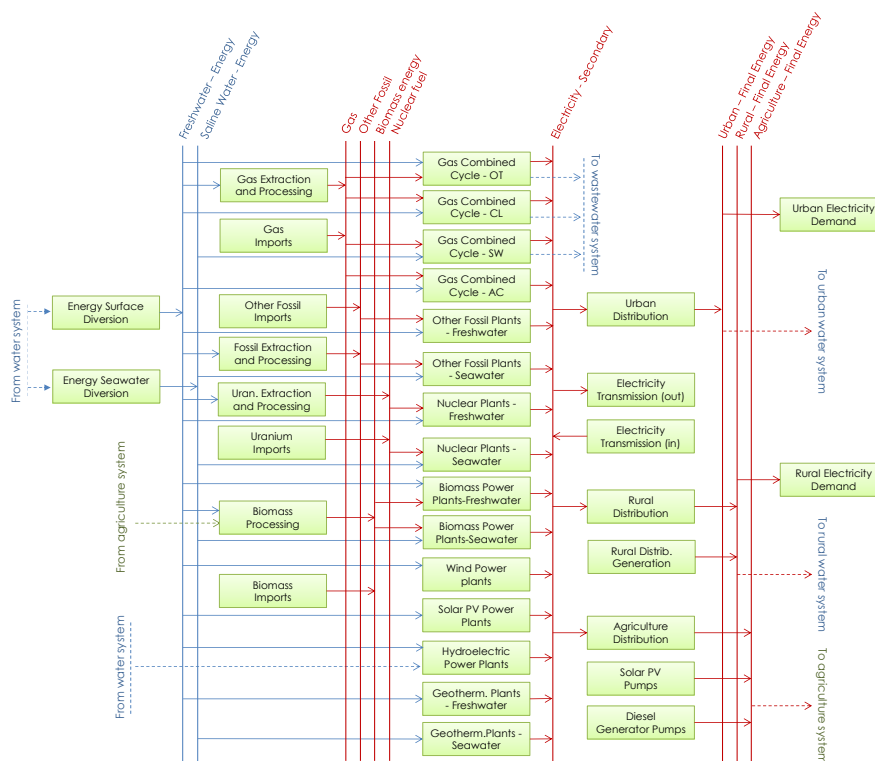 Freshwater – Energy
Saline Water - Energy
Gas
Other Fossil
Biomass energy
Nuclear fuel
Electricity - Secondary
Urban – Final Energy
Rural – Final Energy
Agriculture – Final Energy
From water system
Energy Surface
Diversion
Energy Seawater
Diversion
From agriculture system
From water system
Gas Extraction
and Processing
Gas
Imports
Other Fossil
Imports
Fossil Extraction
and Processing
Uran. Extraction
and Processing
Uranium
Imports
Biomass
Processing
Biomass
Imports
Gas Combined
Cycle - OT
Gas Combined
Cycle - CL
Gas Combined
Cycle - SW
Gas Combined
Cycle - AC
Other Fossil Plants
- Freshwater
Other Fossil Plants
- Seawater
Nuclear Plants -
Freshwater
Nuclear Plants -
Seawater
Biomass Power
Plants-Freshwater
Biomass Power
Plants-Seawater
Wind Power
plants
Solar PV Power
Plants
Hydroelectric
Power Plants
Geotherm. Plants
- Freshwater
Geotherm.Plants -
Seawater
To wastewater system
Urban
Distribution
Electricity
Transmission (out)
Electricity
Transmission (in)
Rural
Distribution
Rural Distrib.
Generation
Agriculture
Distribution
Solar PV
Pumps
Diesel
Generator Pumps
Urban Electricity
Demand
To urban water system
Rural Electricity
Demand
To rural water system
To agriculture system